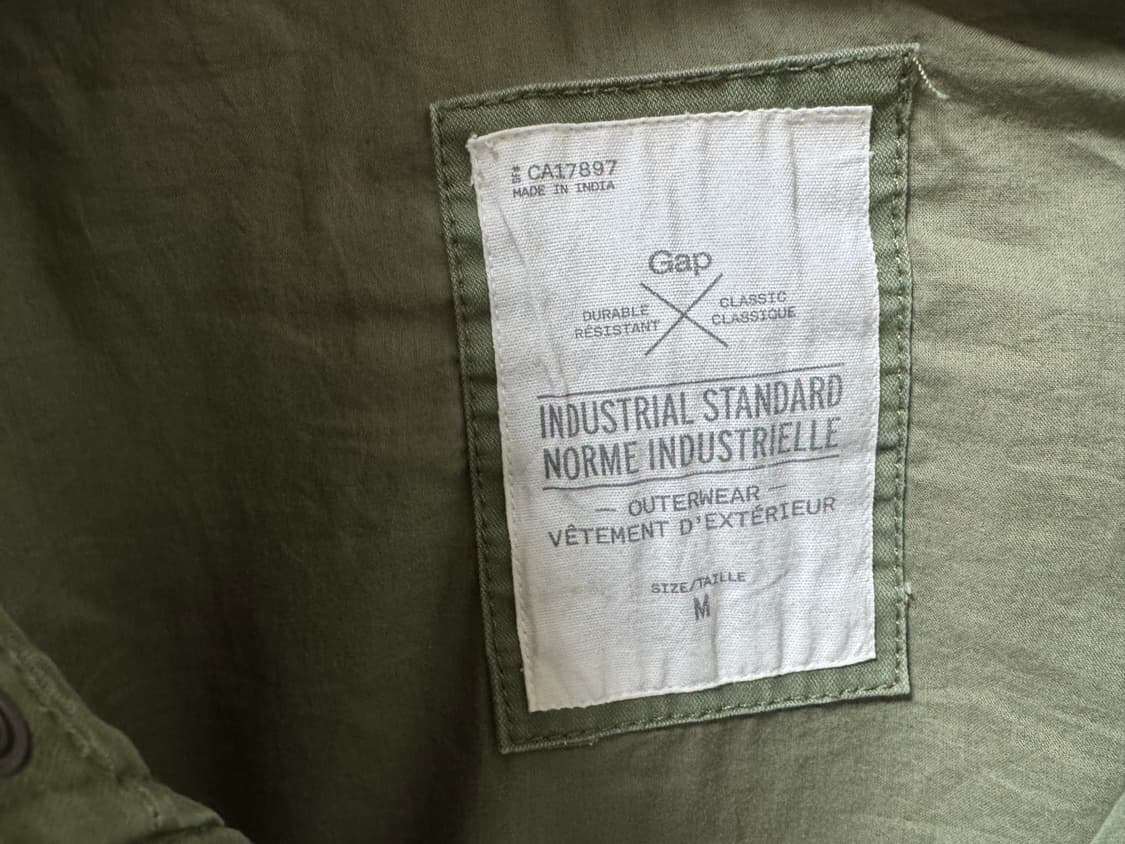 CA17897
MADE IN INDIA
Gap
DURABLE
RÉSISTANT
CLASSIC
CLASSIQUE
INDUSTRIAL STANDARD
NORME INDUSTRIELLE
— OUTERWEAR —
VÊTEMENT D'EXTÉRIEUR
SIZE/TAILLE
M